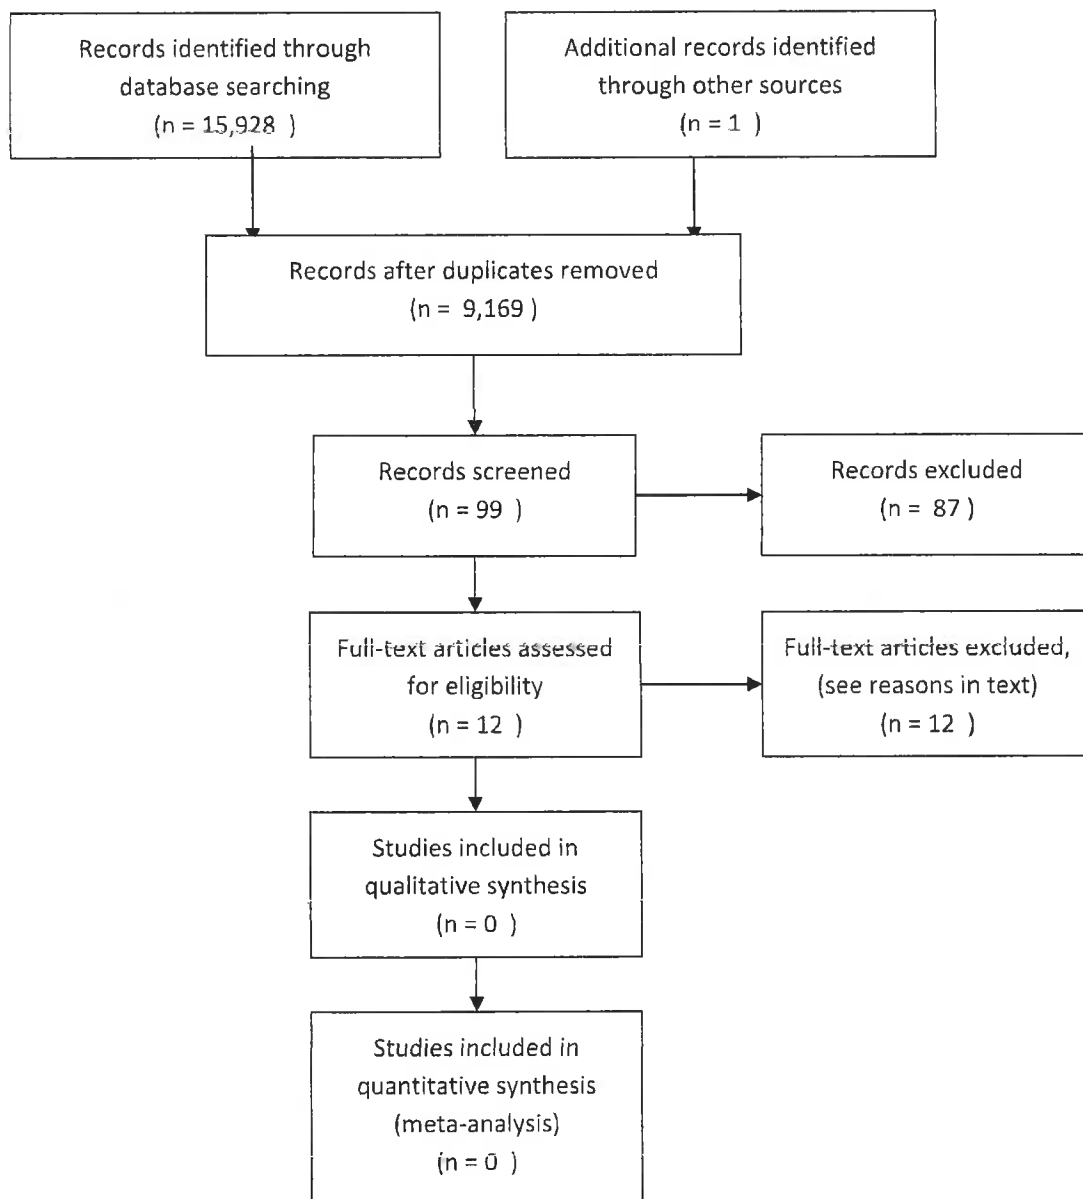 Records identified through
database searching
(n = 15,928 )
Additional records identified
through other sources
(n = 1 )
Records after duplicates removed
(n = 9,169 )
Records screened
(n = 99 )
Records excluded
(n = 87 )
Full-text articles assessed
for eligibility
(n = 12 )
Full-text articles excluded,
(see reasons in text)
(n = 12 )
Studies included in
qualitative synthesis
(n = 0 )
Studies included in
quantitative synthesis
(meta-analysis)
(n = 0 )